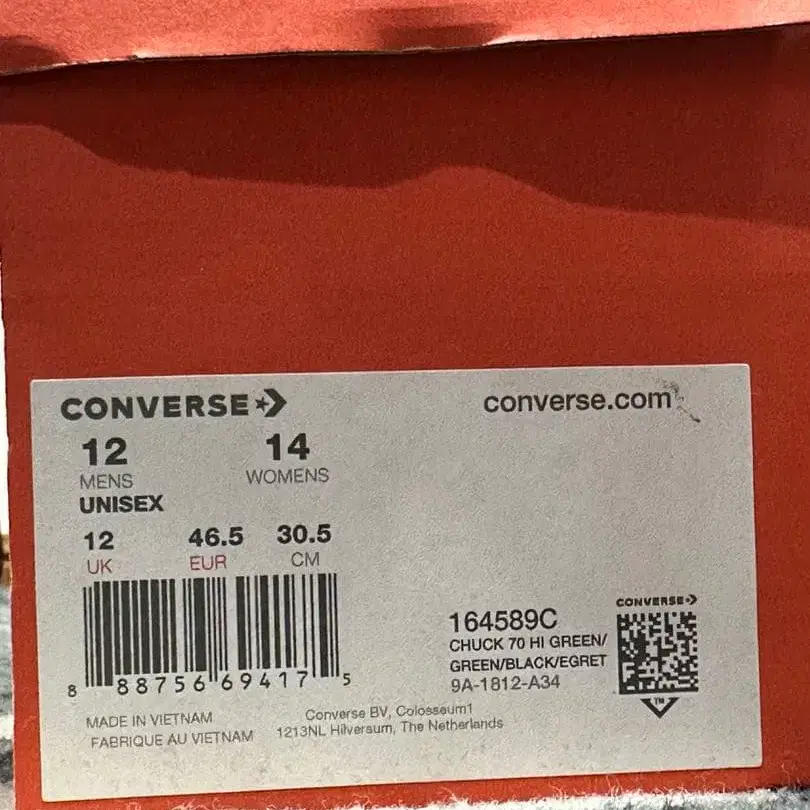 CONVERSE
converse.com
12 14
MENS WOMENS
UNISEX
12 46.5 30.5
UK EUR CM
8 88756 69417 5
MADE IN VIETNAM
FABRIQUE AU VIETNAM
Converse BV, Colosseum1
1213NL Hilversum, The Netherlands
164589C
CHUCK 70 HI GREEN/
GREEN/BLACK/EGRET
9A-1812-A34
CONVERSE
TM